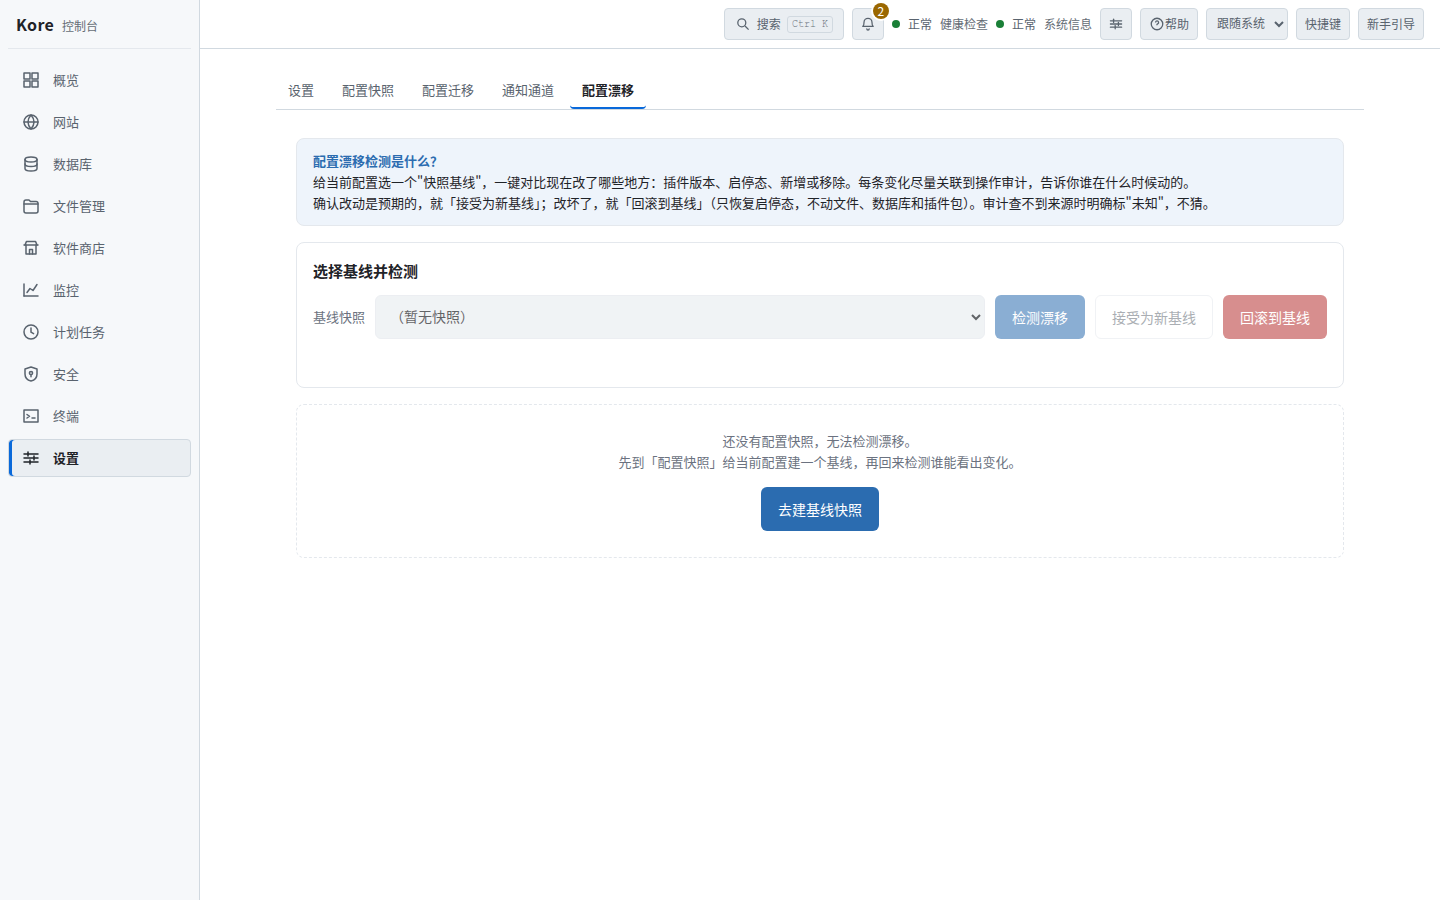 Kore 控制台
搜索 Ctrl K
2
正常 健康检查
正常 系统信息
帮助
跟随系统
快捷键
新手引导
概览
网站
数据库
文件管理
软件商店
监控
计划任务
安全
终端
设置
设置 配置快照 配置迁移 通知通道 配置漂移
配置漂移检测是什么？
给当前配置选一个"快照基线"，一键对比现在改了哪些地方：插件版本、启停态、新增或移除。每条变化尽量关联到操作审计，告诉你谁在什么时候动的。
确认改动是预期的，就「接受为新基线」；改坏了，就「回滚到基线」（只恢复启停态，不动文件、数据库和插件包）。审计查不到来源时明确标"未知"，不猜。
选择基线并检测
基线快照 （暂无快照） 检测漂移 接受为新基线 回滚到基线
还没有配置快照，无法检测漂移。
先到「配置快照」给当前配置建一个基线，再回来检测谁能看出变化。
去建基线快照